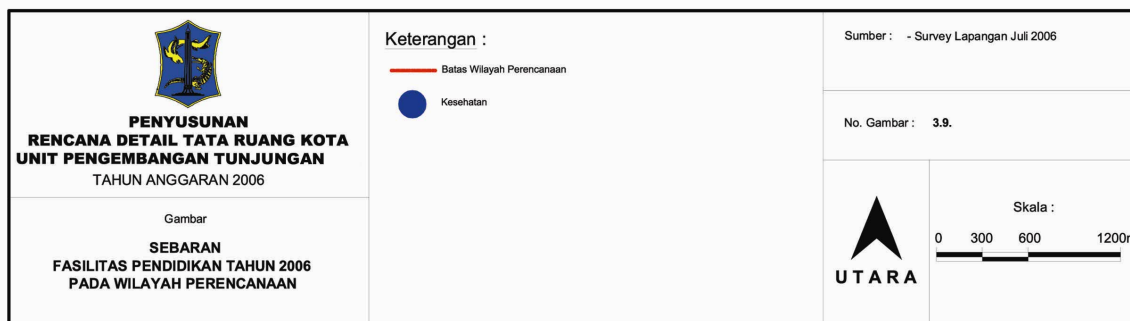 PENYUSUNAN
RENCANA DETAIL TATA RUANG KOTA
UNIT PENGEMBANGAN TUNJUNGAN
TAHUN ANGGARAN 2006
Gambar
SEBARAN
FASILITAS PENDIDIKAN TAHUN 2006
PADA WILAYAH PERENCANAAN
Keterangan :
Batas Wilayah Perencanaan
Kesehatan
Sumber : - Survey Lapangan Juli 2006
No. Gambar : 3.9.
UTARA
Skala :
0 300 600 1200m